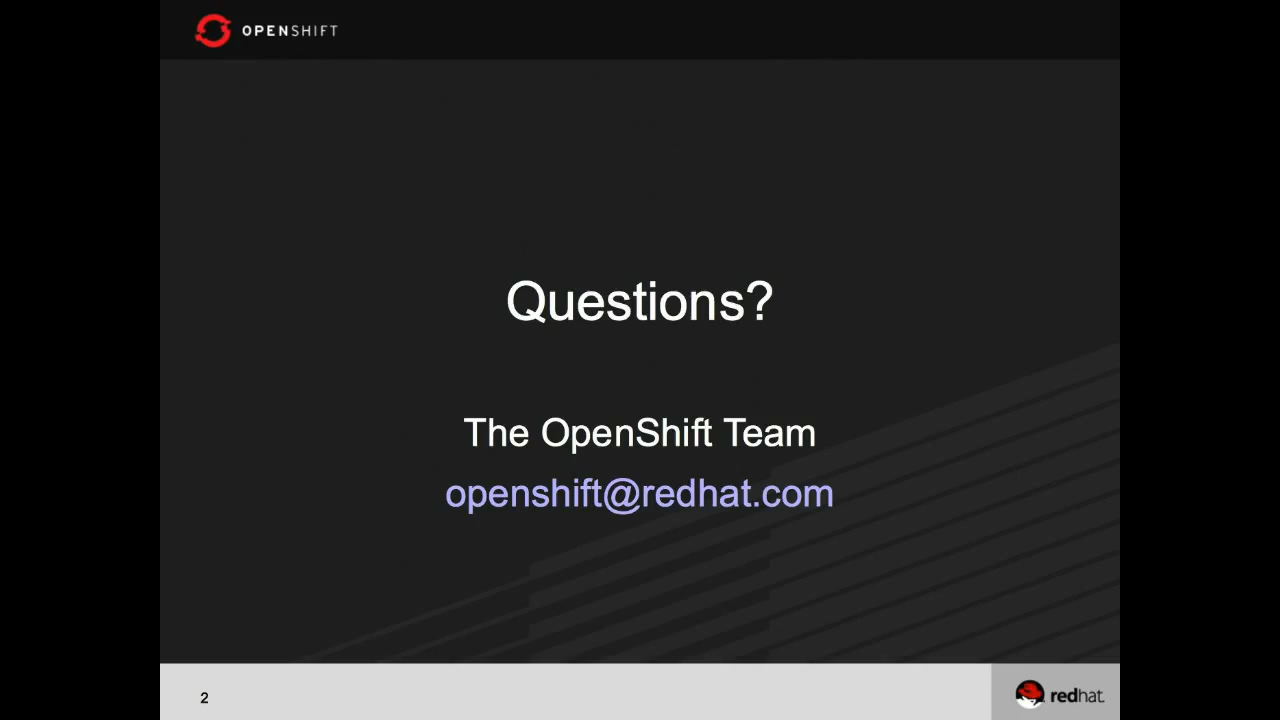 OPENSHIFT
Questions?
The OpenShift Team
openshift@redhat.com
2
redhat.